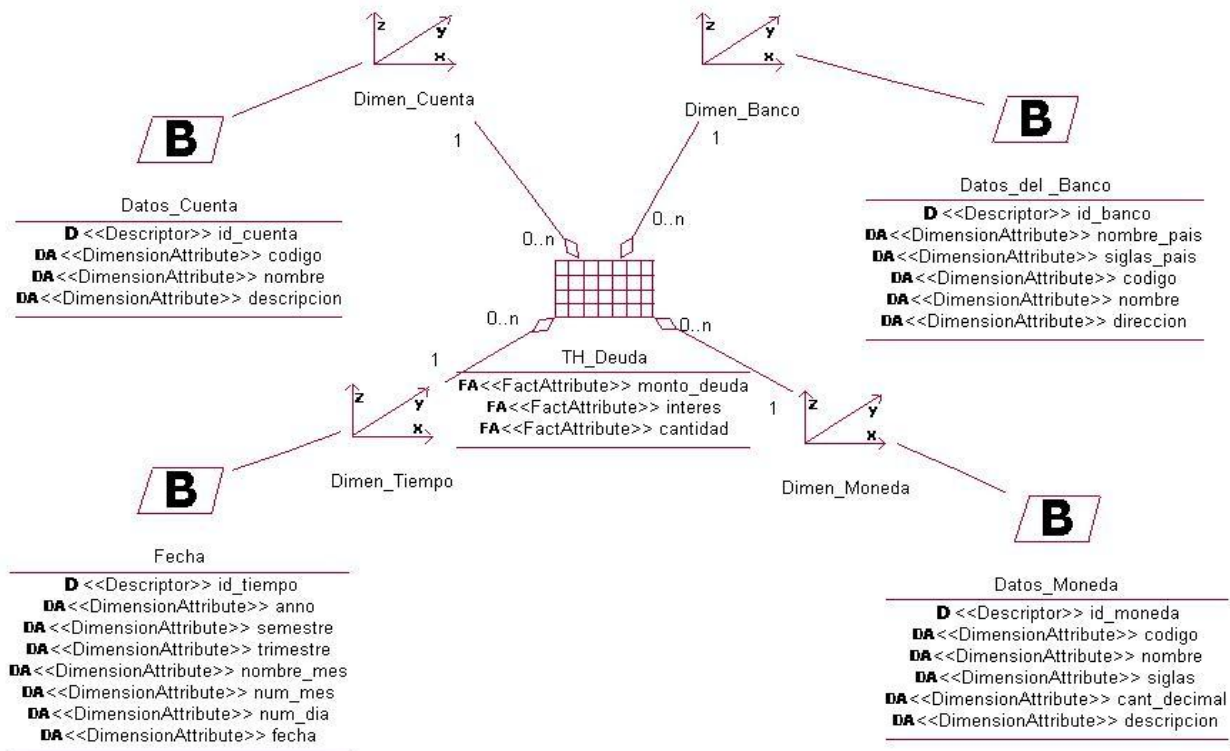 z
y
x
Dimen_Cuenta
z
y
x
Dimen_Banco
B
Datos_Cuenta
D <<Descriptor>> id_cuenta
DA<<DimensionAttribute>> codigo
DA<<DimensionAttribute>> nombre
DA<<DimensionAttribute>> descripcion
B
Datos_del _Banco
D <<Descriptor>> id_banco
DA<<DimensionAttribute>> nombre_pais
DA<<DimensionAttribute>> siglas_pais
DA<<DimensionAttribute>> codigo
DA<<DimensionAttribute>> nombre
DA<<DimensionAttribute>> direccion
1
1
0..n
0..n
0..n
0..n
1
1
TH_Deuda
FA<<FactAttribute>> monto_deuda
FA<<FactAttribute>> interes
FA<<FactAttribute>> cantidad
z
y
x
Dimen_Tiempo
z
y
x
Dimen_Moneda
B
Fecha
D <<Descriptor>> id_tiempo
DA<<DimensionAttribute>> anno
DA<<DimensionAttribute>> semestre
DA<<DimensionAttribute>> trimestre
DA<<DimensionAttribute>> nombre_mes
DA<<DimensionAttribute>> num_mes
DA<<DimensionAttribute>> num_dia
DA<<DimensionAttribute>> fecha
B
Datos_Moneda
D <<Descriptor>> id_moneda
DA<<DimensionAttribute>> codigo
DA<<DimensionAttribute>> nombre
DA<<DimensionAttribute>> siglas
DA<<DimensionAttribute>> cant_decimal
DA<<DimensionAttribute>> descripcion